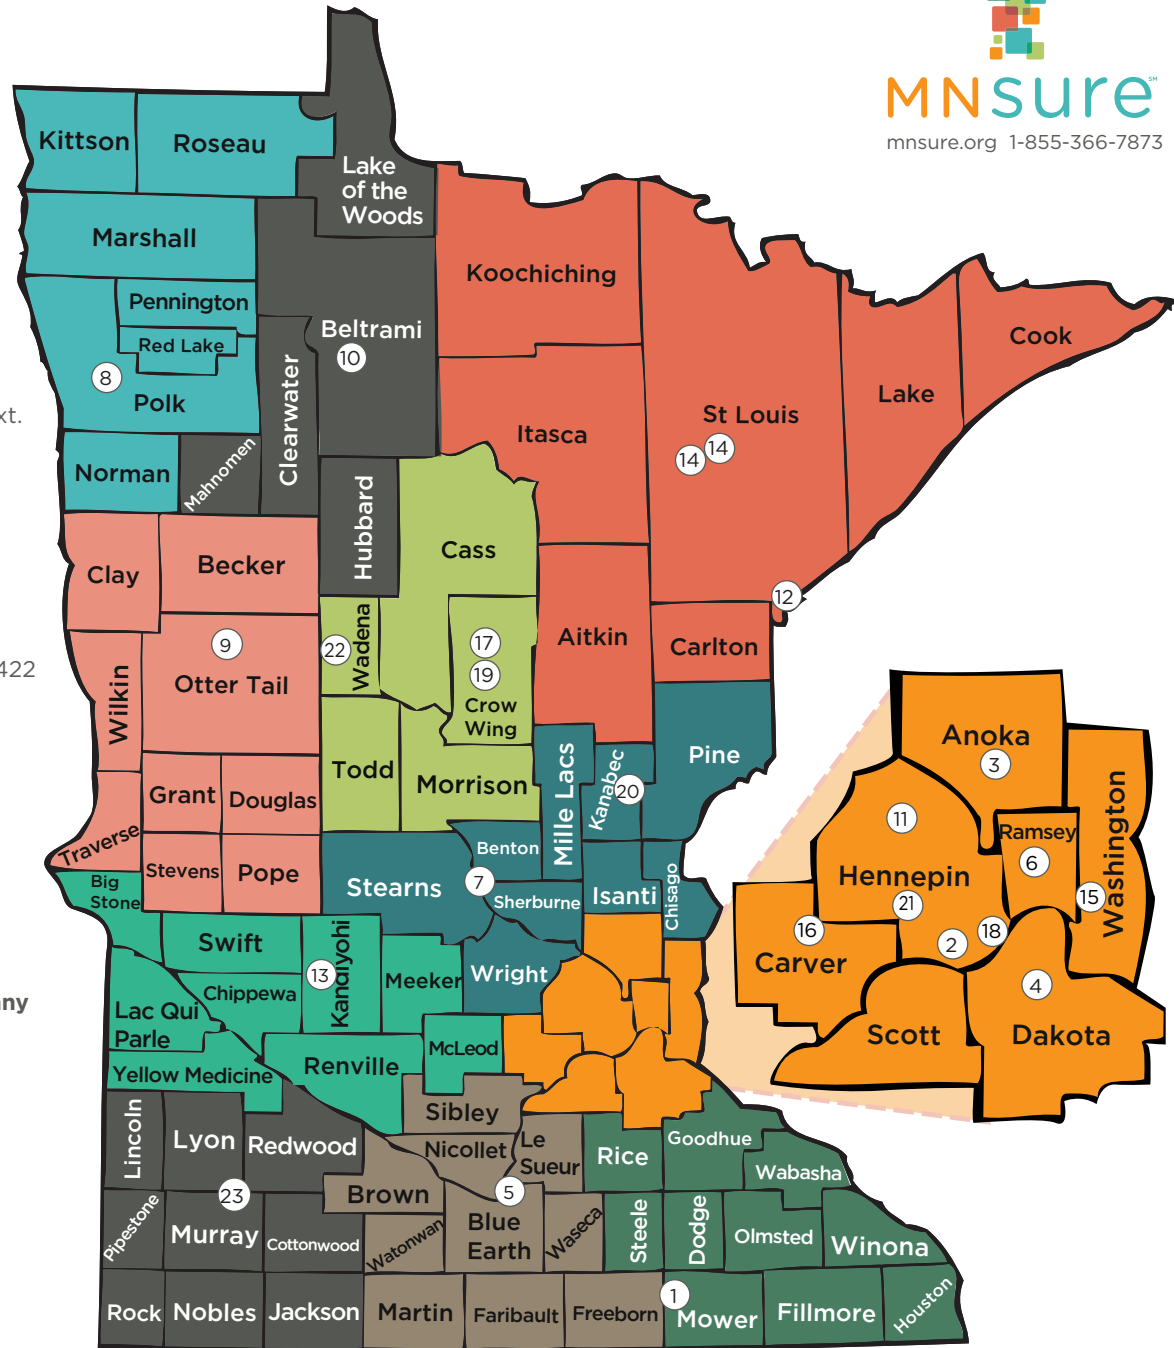 MNsure℠
mnsure.org 1-855-366-7873
Kittson
Roseau
Lake
of the
Woods
Marshall
Koochiching
Pennington
Beltrami
10
Red Lake
Cook
8
Polk
Clearwater
Lake
xt.
St Louis
14
14
Itasca
Norman
Mahnomen
Hubbard
Cass
Clay
Becker
12
Aitkin
Carlton
9
Otter Tail
22
Wadena
17
19
Crow
Wing
422
Wilkin
Anoka
3
Pine
Todd
Morrison
Mille Lacs
Kanabec
20
Grant
Douglas
Washington
11
Traverse
Benton
Ramsey
6
Stevens
Pope
Stearns
7
Hennepin
Big
Stone
Sherburne
Isanti
Chisago
21
15
16
18
2
Swift
Kandiyohi
13
Meeker
Wright
Carver
Chippewa
4
any
Lac Qui
Parle
Scott
Dakota
McLeod
Renville
Yellow Medicine
Sibley
Lincoln
Lyon
Redwood
Nicollet
Le
Sueur
Rice
Goodhue
Wabasha
23
Brown
5
Pipestone
Murray
Cottonwood
Watonwan
Blue
Earth
Waseca
Steele
Dodge
Olmsted
Winona
Rock
Nobles
Jackson
Martin
Faribault
Freeborn
1
Mower
Fillmore
Houston